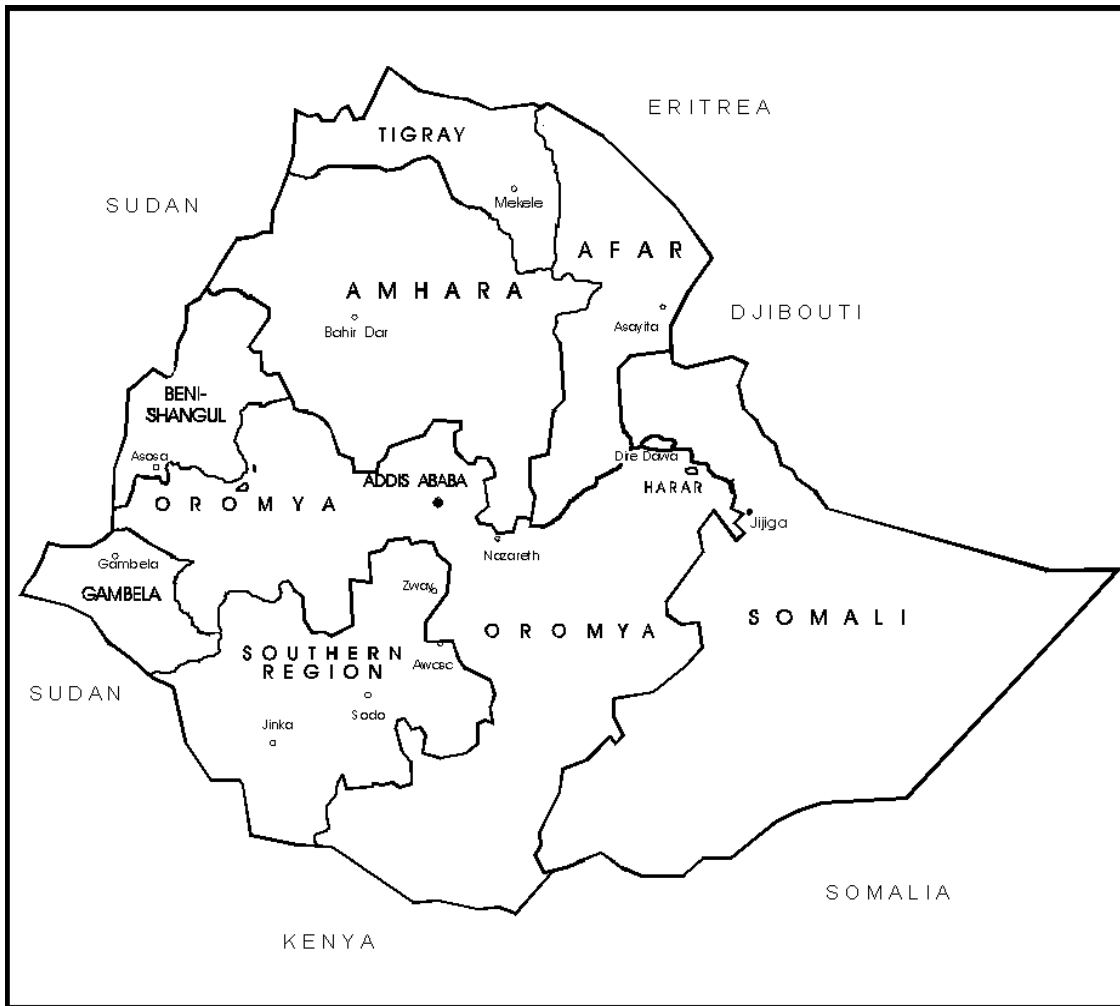 ERITREA
TIGRAY
Mekele
SUDAN
AFAR
AMHARA
DJIBOUTI
Asayita
Bahir Dar
BENI-
SHANGUL
Asosa
Dire Dawa
ADDIS ABABA
HARAR
OROMYA
Jijiga
Nazareth
Gambela
GAMBELA
Zway
SOMALI
OROMYA
SOUTHERN
REGION
Awasa
SUDAN
Sodo
Jinka
SOMALIA
KENYA